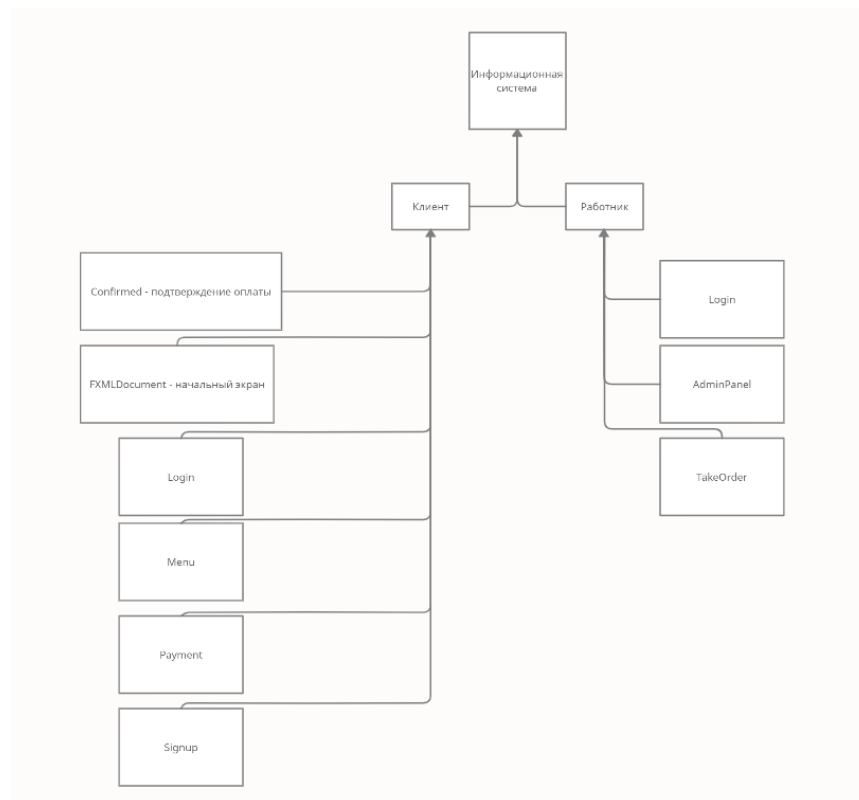 Информационная
система
Клиент
Работник
Confirmed - подтверждение оплаты
FXMLDocument - начальный экран
Login
Menu
Payment
Signup
Login
AdminPanel
TakeOrder